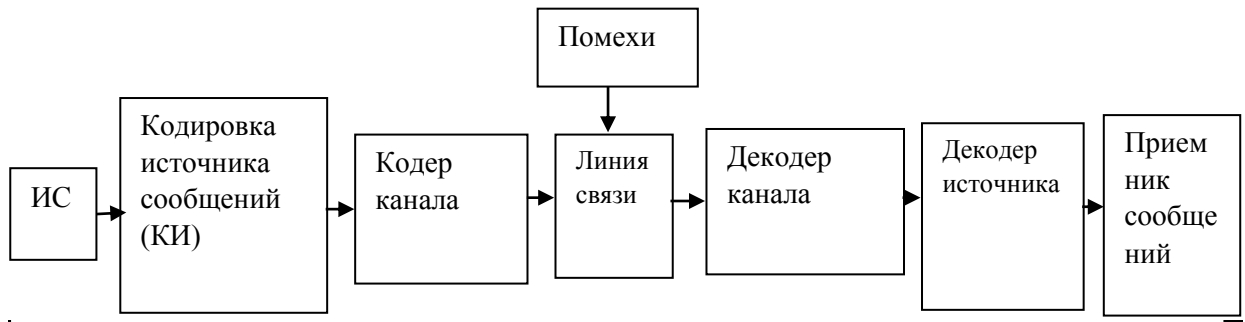 Помехи
ИС
Кодировка
источника
сообщений
(КИ)
Кодер
канала
Линия
связи
Декодер
канала
Декодер
источника
Прием
ник
сообще
ний